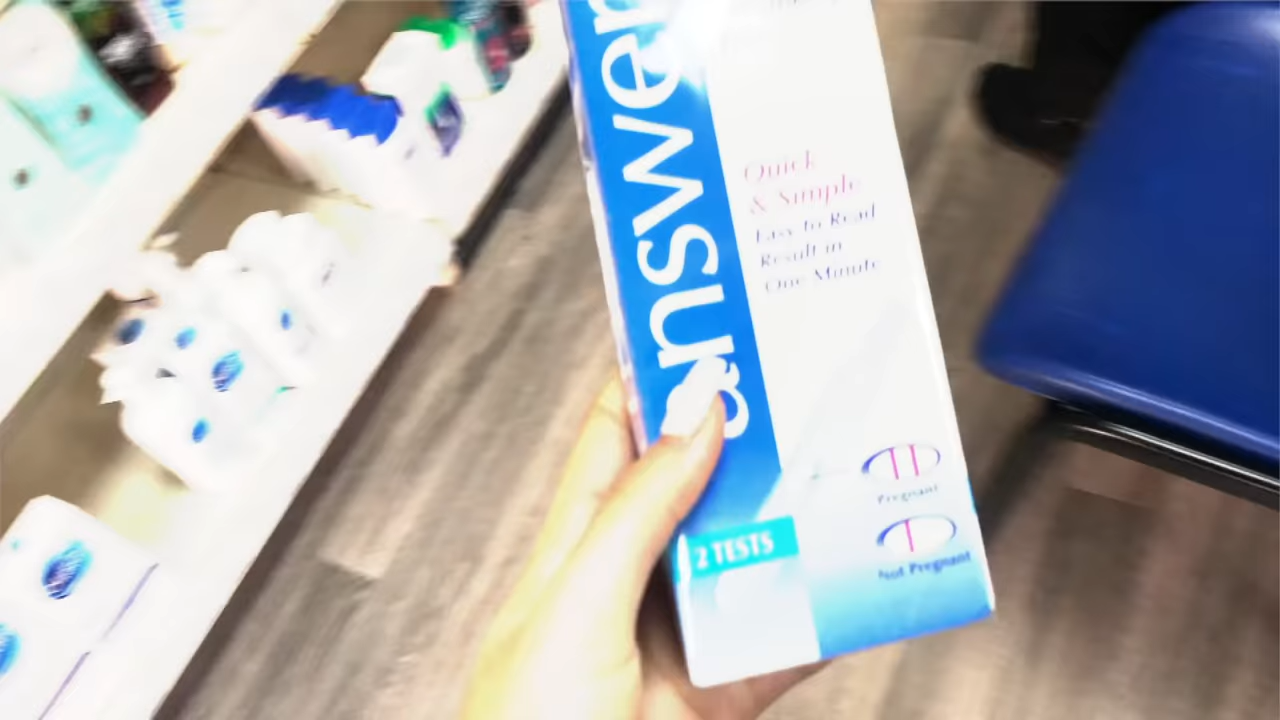 answer
Quick
& Simple
Easy to Read
Result in
One Minute
Pregnant
Not Pregnant
2 TESTS